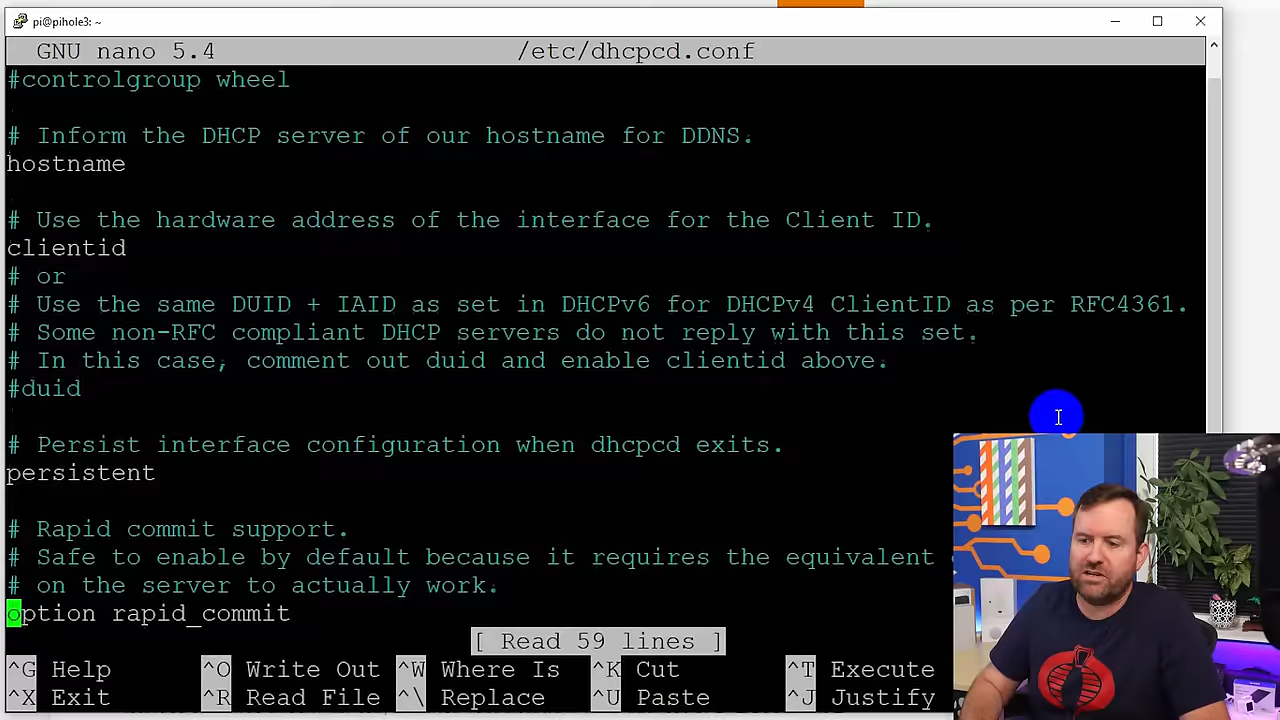 pi@pihole3: ~
GNU nano 5.4 /etc/dhcpcd.conf
#controlgroup wheel
# Inform the DHCP server of our hostname for DDNS.
hostname
# Use the hardware address of the interface for the Client ID.
clientid
# or
# Use the same DUID + IAID as set in DHCPv6 for DHCPv4 ClientID as per RFC4361.
# Some non-RFC compliant DHCP servers do not reply with this set.
# In this case, comment out duid and enable clientid above.
#duid
# Persist interface configuration when dhcpcd exits.
persistent
# Rapid commit support.
# Safe to enable by default because it requires the equivalent
# on the server to actually work.
option rapid_commit
[ Read 59 lines ]
^G Help ^O Write Out ^W Where Is ^K Cut ^T Execute
^X Exit ^R Read File ^\ Replace ^U Paste ^J Justify